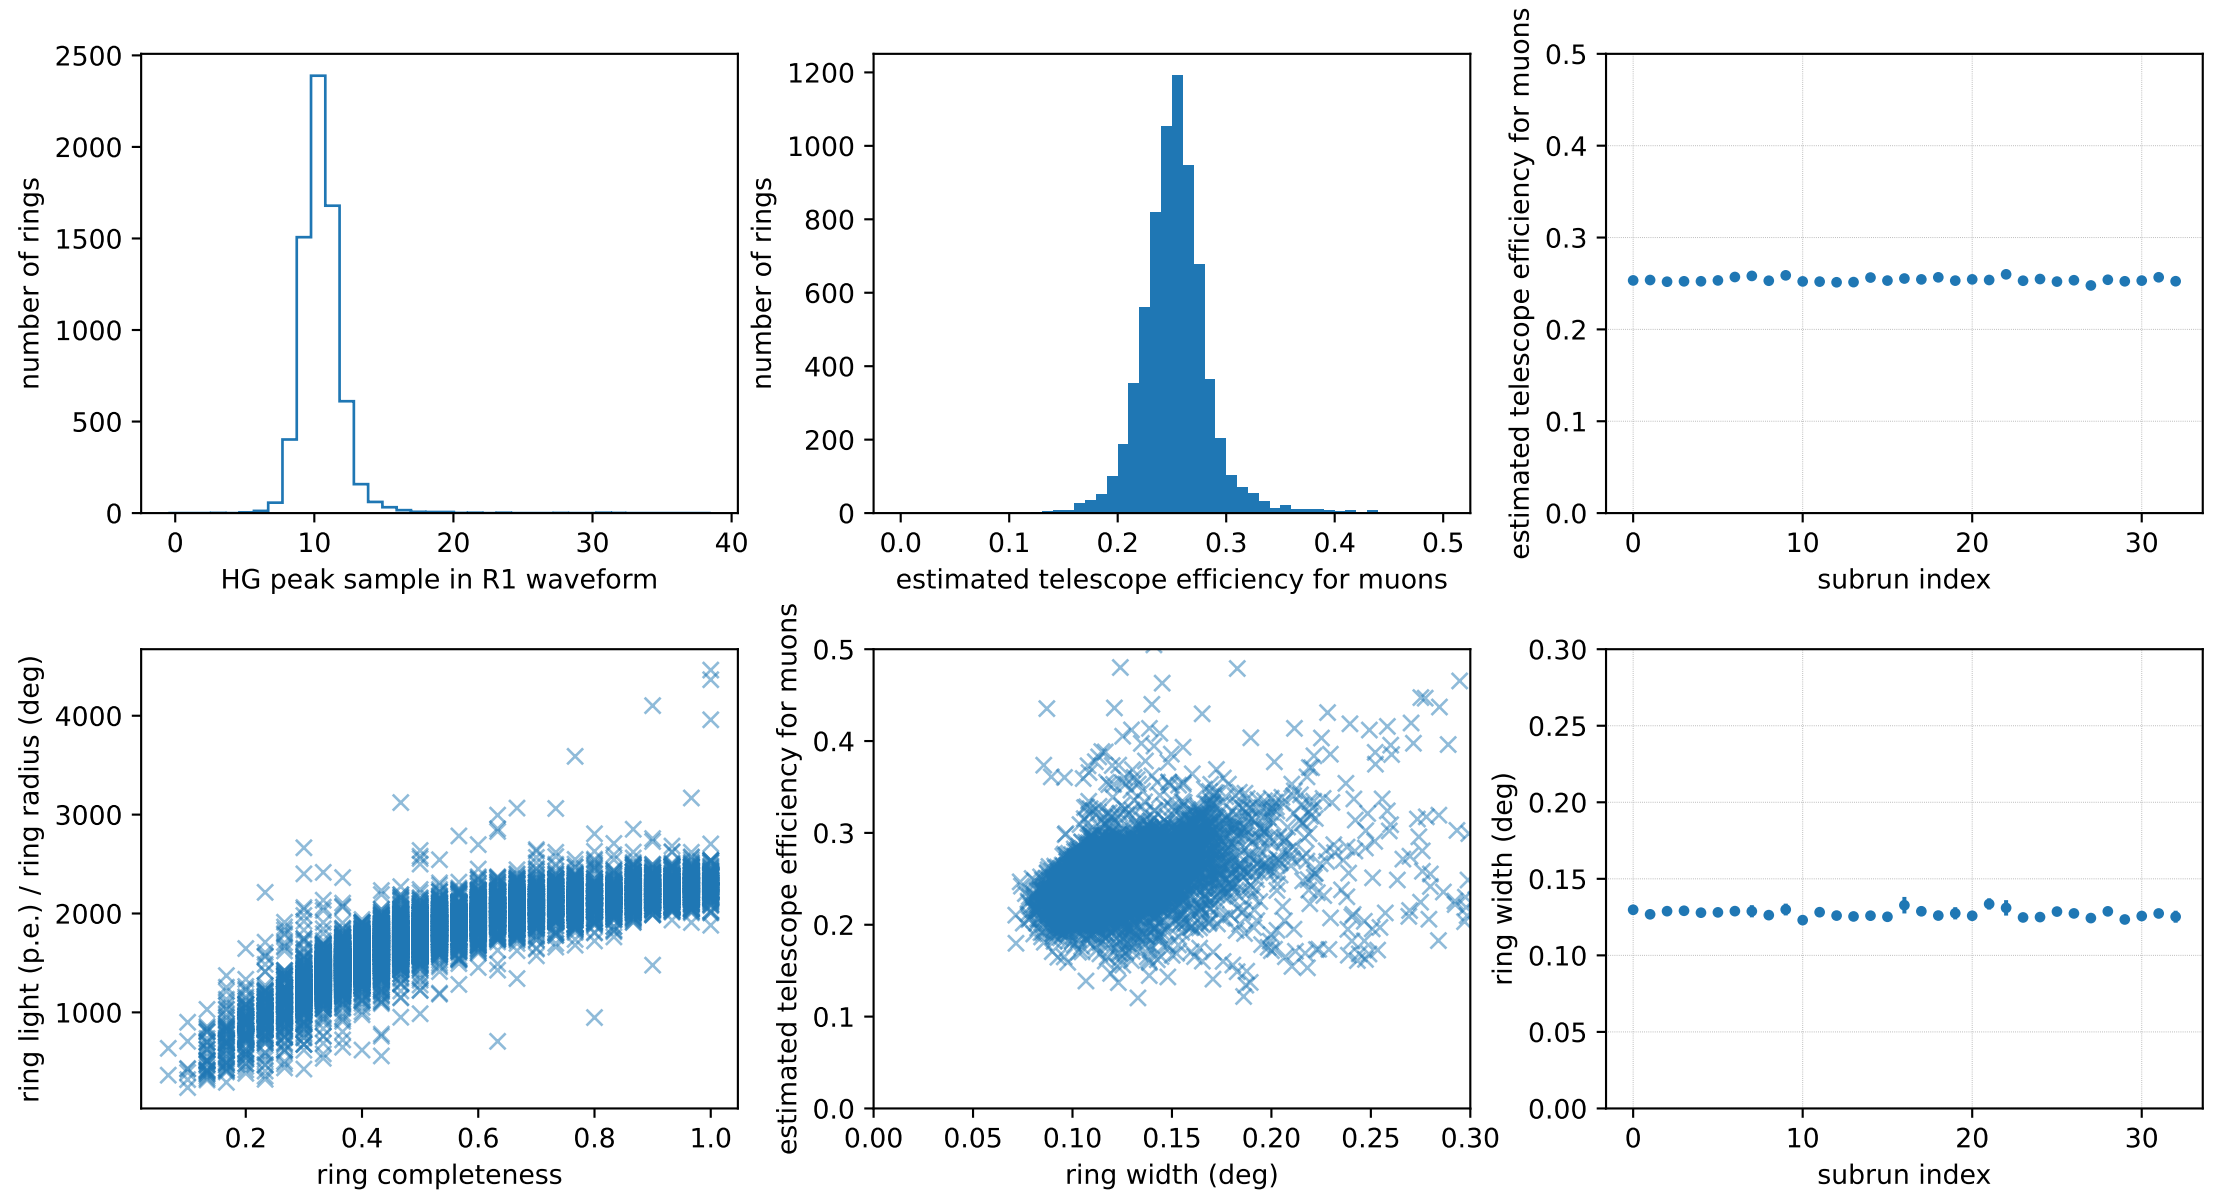 2500
2000
1500
1000
500
0
number of rings
0 10 20 30 40
HG peak sample in R1 waveform
1200
1000
800
600
400
200
0
number of rings
0.0 0.1 0.2 0.3 0.4 0.5
estimated telescope efficiency for muons
0.5
0.4
0.3
0.2
0.1
0.0
estimated telescope efficiency for muons
0 10 20 30
subrun index
4000
3000
2000
1000
ring light (p.e.) / ring radius (deg)
0.2 0.4 0.6 0.8 1.0
ring completeness
0.5
0.4
0.3
0.2
0.1
0.0
estimated telescope efficiency for muons
0.00 0.05 0.10 0.15 0.20 0.25 0.30
ring width (deg)
0.30
0.25
0.20
0.15
0.10
0.05
0.00
ring width (deg)
0 10 20 30
subrun index